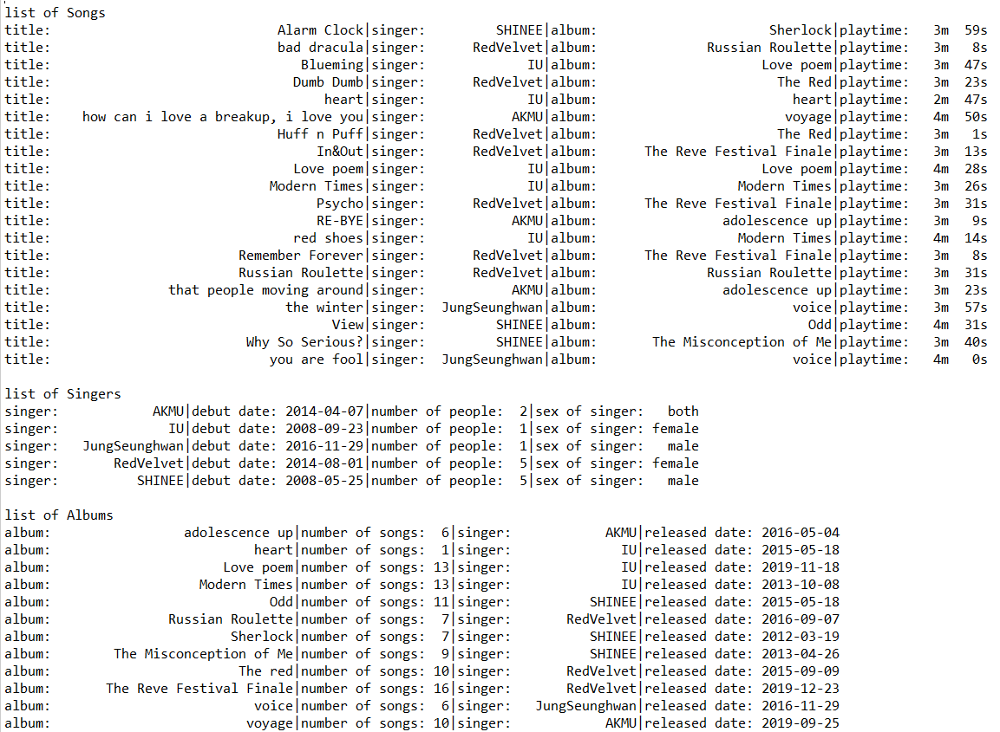 list of Songs
title:                             Alarm Clock|singer:         SHINEE|album:                      Sherlock|playtime:   3m  59s
title:                             bad dracula|singer:      RedVelvet|album:              Russian Roulette|playtime:   3m   8s
title:                                Blueming|singer:             IU|album:                     Love poem|playtime:   3m  47s
title:                               Dumb Dumb|singer:      RedVelvet|album:                       The Red|playtime:   3m  23s
title:                                   heart|singer:             IU|album:                         heart|playtime:   2m  47s
title:    how can i love a breakup, i love you|singer:           AKMU|album:                        voyage|playtime:   4m  50s
title:                             Huff n Puff|singer:      RedVelvet|album:                       The Red|playtime:   3m   1s
title:                                  In&Out|singer:      RedVelvet|album:      The Reve Festival Finale|playtime:   3m  13s
title:                               Love poem|singer:             IU|album:                     Love poem|playtime:   4m  28s
title:                            Modern Times|singer:             IU|album:                  Modern Times|playtime:   3m  26s
title:                                  Psycho|singer:      RedVelvet|album:      The Reve Festival Finale|playtime:   3m  31s
title:                                  RE-BYE|singer:           AKMU|album:                adolescence up|playtime:   3m   9s
title:                               red shoes|singer:             IU|album:                  Modern Times|playtime:   4m  14s
title:                        Remember Forever|singer:      RedVelvet|album:      The Reve Festival Finale|playtime:   3m   8s
title:                        Russian Roulette|singer:      RedVelvet|album:              Russian Roulette|playtime:   3m  31s
title:               that people moving around|singer:           AKMU|album:                adolescence up|playtime:   3m  23s
title:                              the winter|singer:  JungSeunghwan|album:                         voice|playtime:   3m  57s
title:                                    View|singer:         SHINEE|album:                           Odd|playtime:   4m  31s
title:                         Why So Serious?|singer:         SHINEE|album:       The Misconception of Me|playtime:   3m  40s
title:                            you are fool|singer:  JungSeunghwan|album:                         voice|playtime:   4m   0s

list of Singers
singer:            AKMU|debut date: 2014-04-07|number of people:  2|sex of singer:   both
singer:              IU|debut date: 2008-09-23|number of people:  1|sex of singer: female
singer:   JungSeunghwan|debut date: 2016-11-29|number of people:  1|sex of singer:   male
singer:       RedVelvet|debut date: 2014-08-01|number of people:  5|sex of singer: female
singer:          SHINEE|debut date: 2008-05-25|number of people:  5|sex of singer:   male

list of Albums
album:                 adolescence up|number of songs:  6|singer:            AKMU|released date: 2016-05-04
album:                          heart|number of songs:  1|singer:              IU|released date: 2015-05-18
album:                      Love poem|number of songs: 13|singer:              IU|released date: 2019-11-18
album:                   Modern Times|number of songs: 13|singer:              IU|released date: 2013-10-08
album:                            Odd|number of songs: 11|singer:          SHINEE|released date: 2015-05-18
album:               Russian Roulette|number of songs:  7|singer:       RedVelvet|released date: 2016-09-07
album:                       Sherlock|number of songs:  7|singer:          SHINEE|released date: 2012-03-19
album:        The Misconception of Me|number of songs:  9|singer:          SHINEE|released date: 2013-04-26
album:                        The red|number of songs: 10|singer:       RedVelvet|released date: 2015-09-09
album:       The Reve Festival Finale|number of songs: 16|singer:       RedVelvet|released date: 2019-12-23
album:                          voice|number of songs:  6|singer:   JungSeunghwan|released date: 2016-11-29
album:                         voyage|number of songs: 10|singer:            AKMU|released date: 2019-09-25